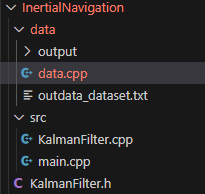 InertialNavigation
data
output
data.cpp
outdata_dataset.txt
src
KalmanFilter.cpp
main.cpp
KalmanFilter.h